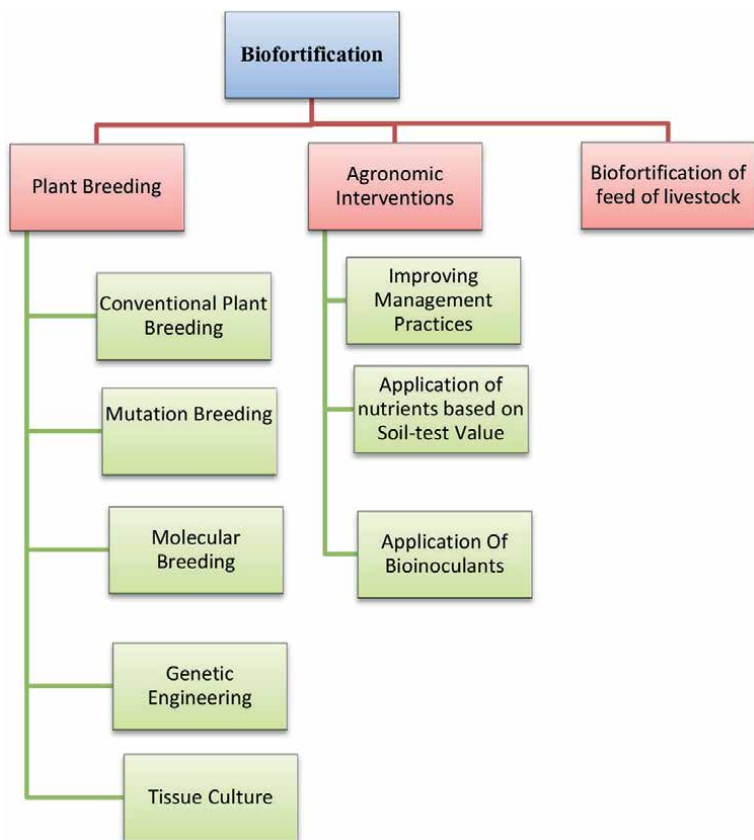 Biofortification
Plant Breeding
Agronomic
Interventions
Biofortification of
feed of livestock
Conventional Plant
Breeding
Mutation Breeding
Molecular
Breeding
Genetic
Engineering
Tissue Culture
Improving
Management
Practices
Application of
nutrients based on
Soil-test Value
Application Of
Bioinoculants